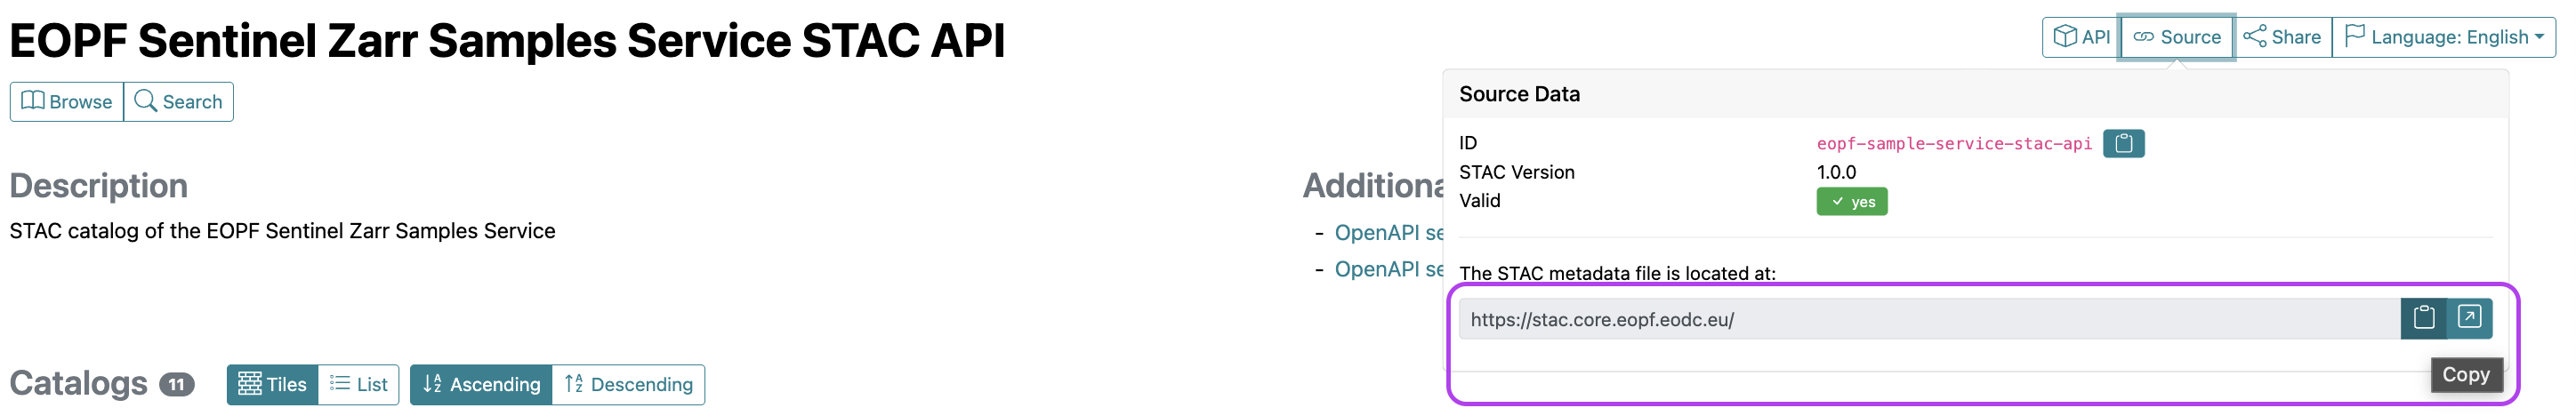 EOPF Sentinel Zarr Samples Service STAC API
API Source Share Language: English
Browse Search
Source Data
ID eopf-sample-service-stac-api
STAC Version 1.0.0
Valid yes
Description
STAC catalog of the EOPF Sentinel Zarr Samples Service
Additiona
- OpenAPI se
- OpenAPI se
The STAC metadata file is located at:
https://stac.core.eopf.eodc.eu/
Copy
Catalogs 11 Tiles List Ascending Descending